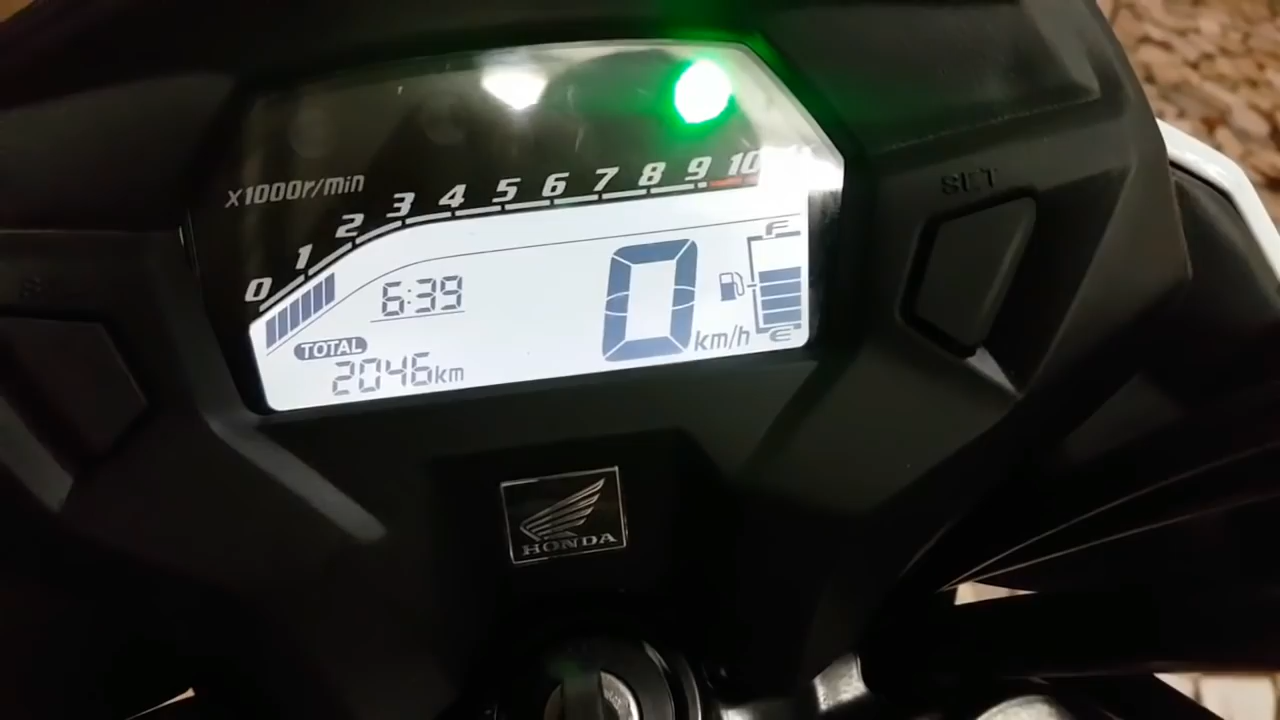 SET
X1000r/min
0 1 2 3 4 5 6 7 8 9 10
6:39
TOTAL
2046km
0 km/h
F
E
HONDA